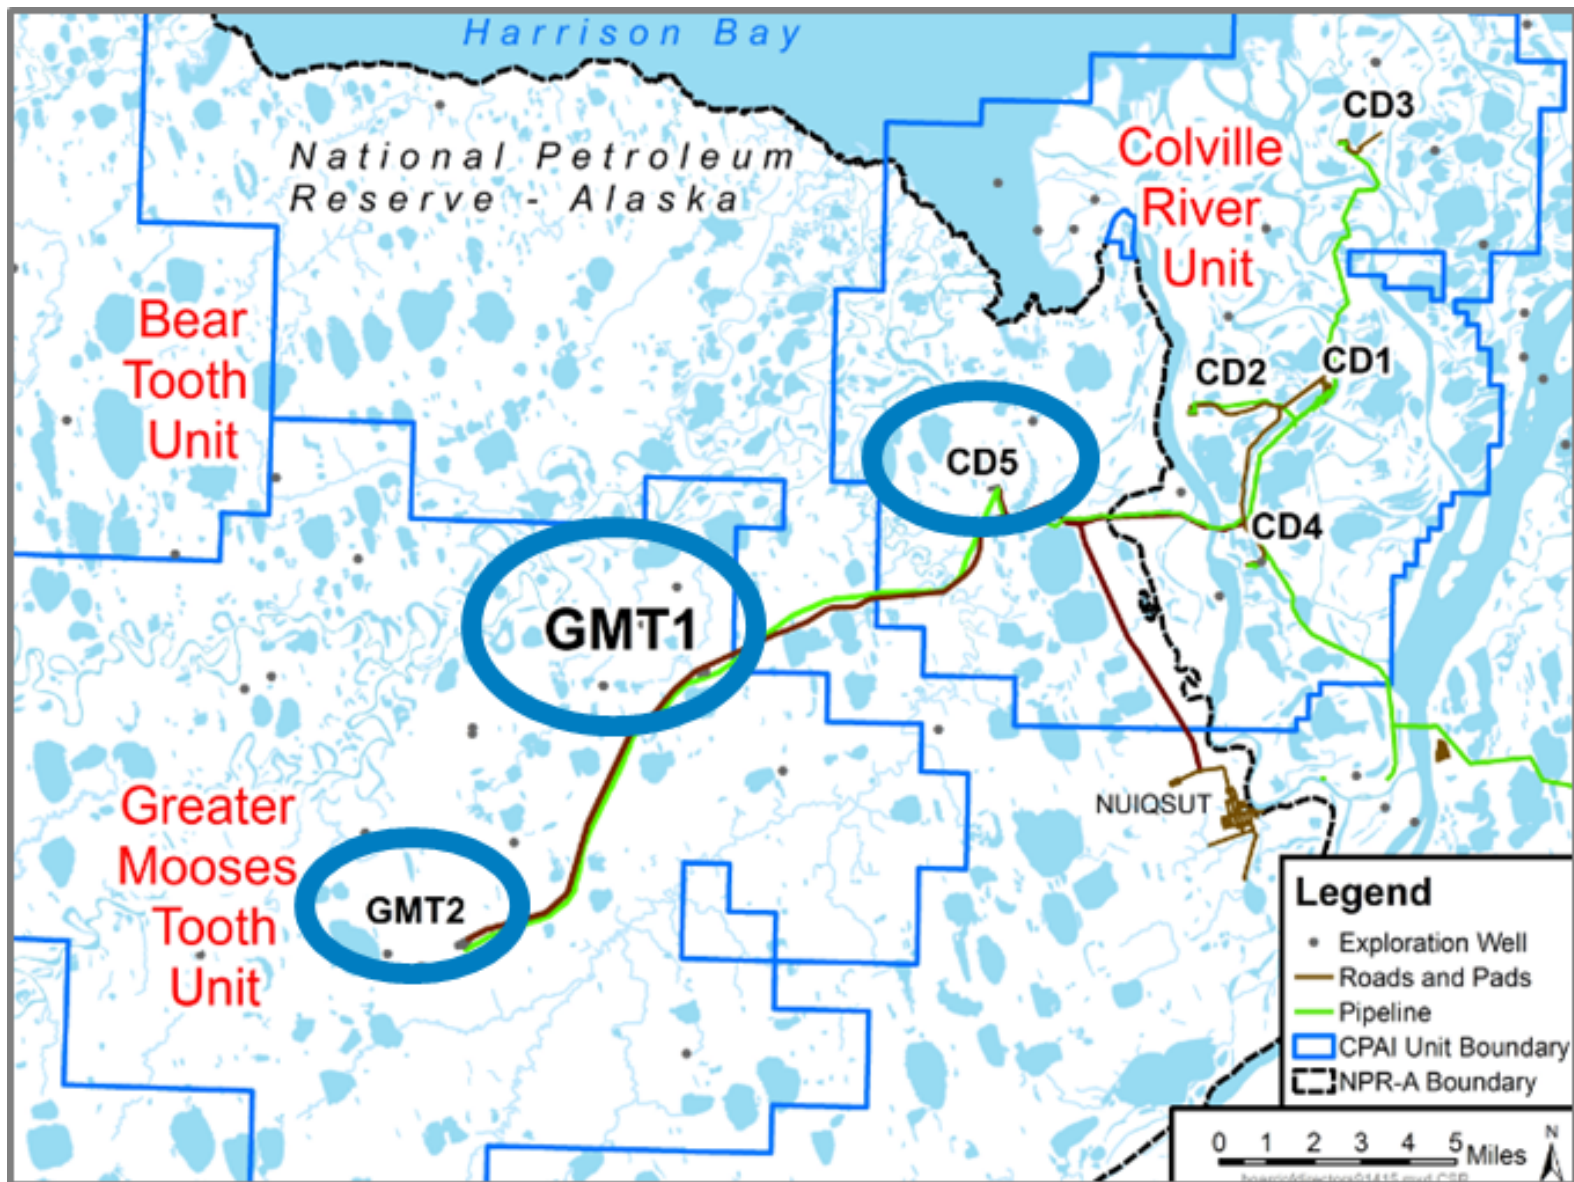 Harrison Bay
CD3
National Petroleum
Reserve - Alaska
Colville
River
Unit
Bear
Tooth
Unit
CD2
CD1
CD5
CD4
GMT1
NUIQSUT
Greater
Mooses
Tooth
Unit
GMT2
Legend
Exploration Well
Roads and Pads
Pipeline
CPAI Unit Boundary
NPR-A Boundary
0 1 2 3 4 5 Miles
N